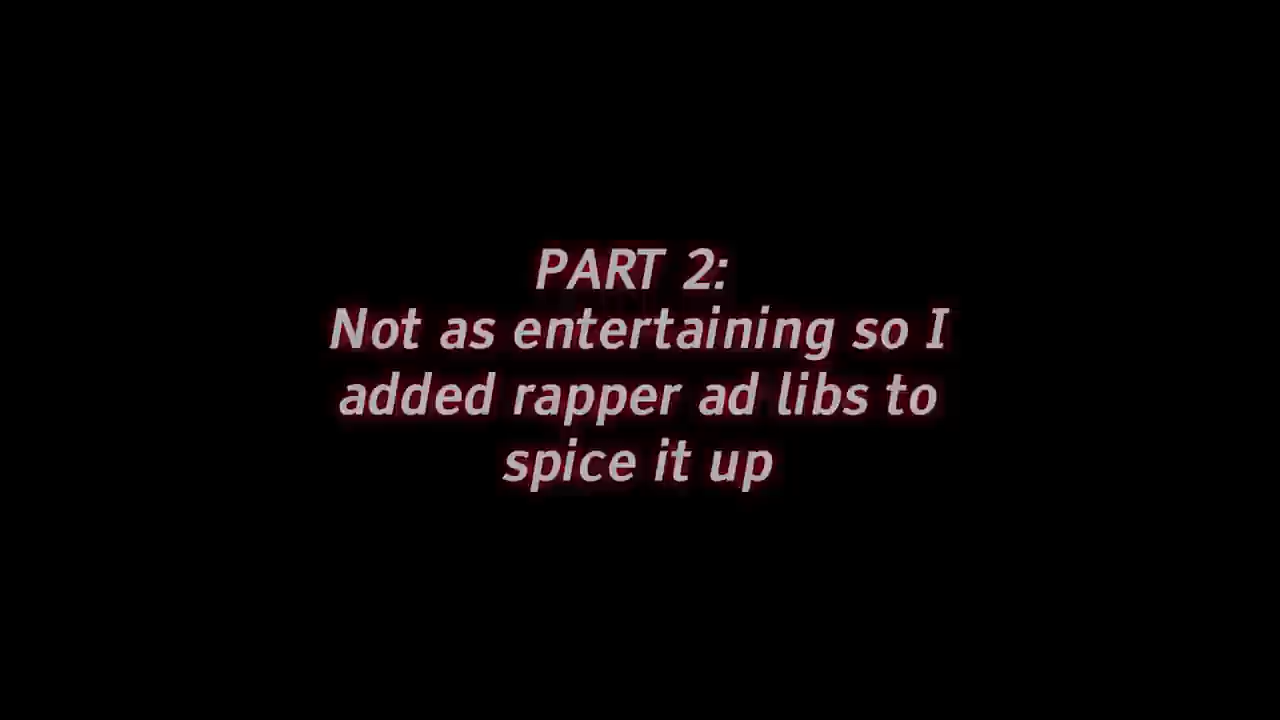 PART 2:
Not as entertaining so I
added rapper ad libs to
spice it up